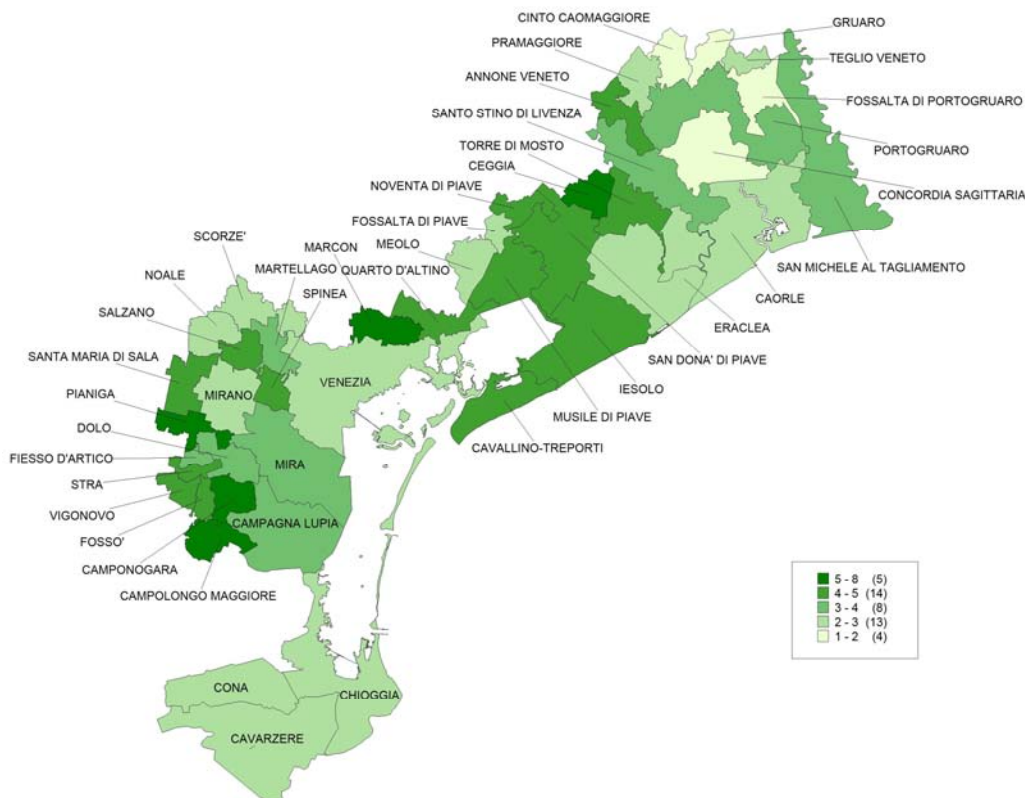 CINTO CAOMAGGIORE
GRUARO
PRAMAGGIORE
TEGLIO VENETO
ANNONE VENETO
FOSSALTA DI PORTOGRUARO
SANTO STINO DI LIVENZA
TORRE DI MOSTO
PORTOGRUARO
CEGGIA
NOVENTA DI PIAVE
CONCORDIA SAGITTARIA
FOSSALTA DI PIAVE
SCORZE'
MARCON
MEOLO
NOALE
MARTELLAGO
QUARTO D'ALTINO
SAN MICHELE AL TAGLIAMENTO
SPINEA
CAORLE
SALZANO
ERACLEA
SANTA MARIA DI SALA
SAN DONA' DI PIAVE
VENEZIA
IESOLO
PIANIGA
MIRANO
MUSILE DI PIAVE
DOLO
CAVALLINO-TREPORTI
FIESSO D'ARTICO
MIRA
STRA
VIGONOVO
CAMPAGNA LUPIA
FOSSO'
CAMPONOGARA
CAMPOLONGO MAGGIORE
5 - 8 (5)
4 - 5 (14)
3 - 4 (8)
2 - 3 (13)
1 - 2 (4)
CONA
CHIOGGIA
CAVARZERE